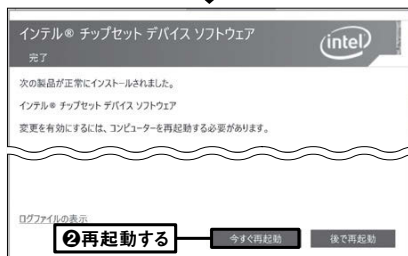 インテル® チップセット デバイス ソフトウェア
完了
intel
次の製品が正常にインストールされました。
インテル® チップセット デバイス ソフトウェア
変更を有効にするには、コンピューターを再起動する必要があります。
ログファイルの表示
❷再起動する
今すぐ再起動
後で再起動